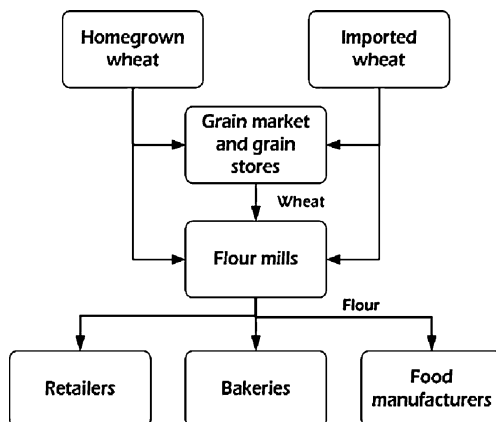 Homegrown
wheat
Imported
wheat
Grain market
and grain
stores
Wheat
Flour mills
Flour
Retailers
Bakeries
Food
manufacturers